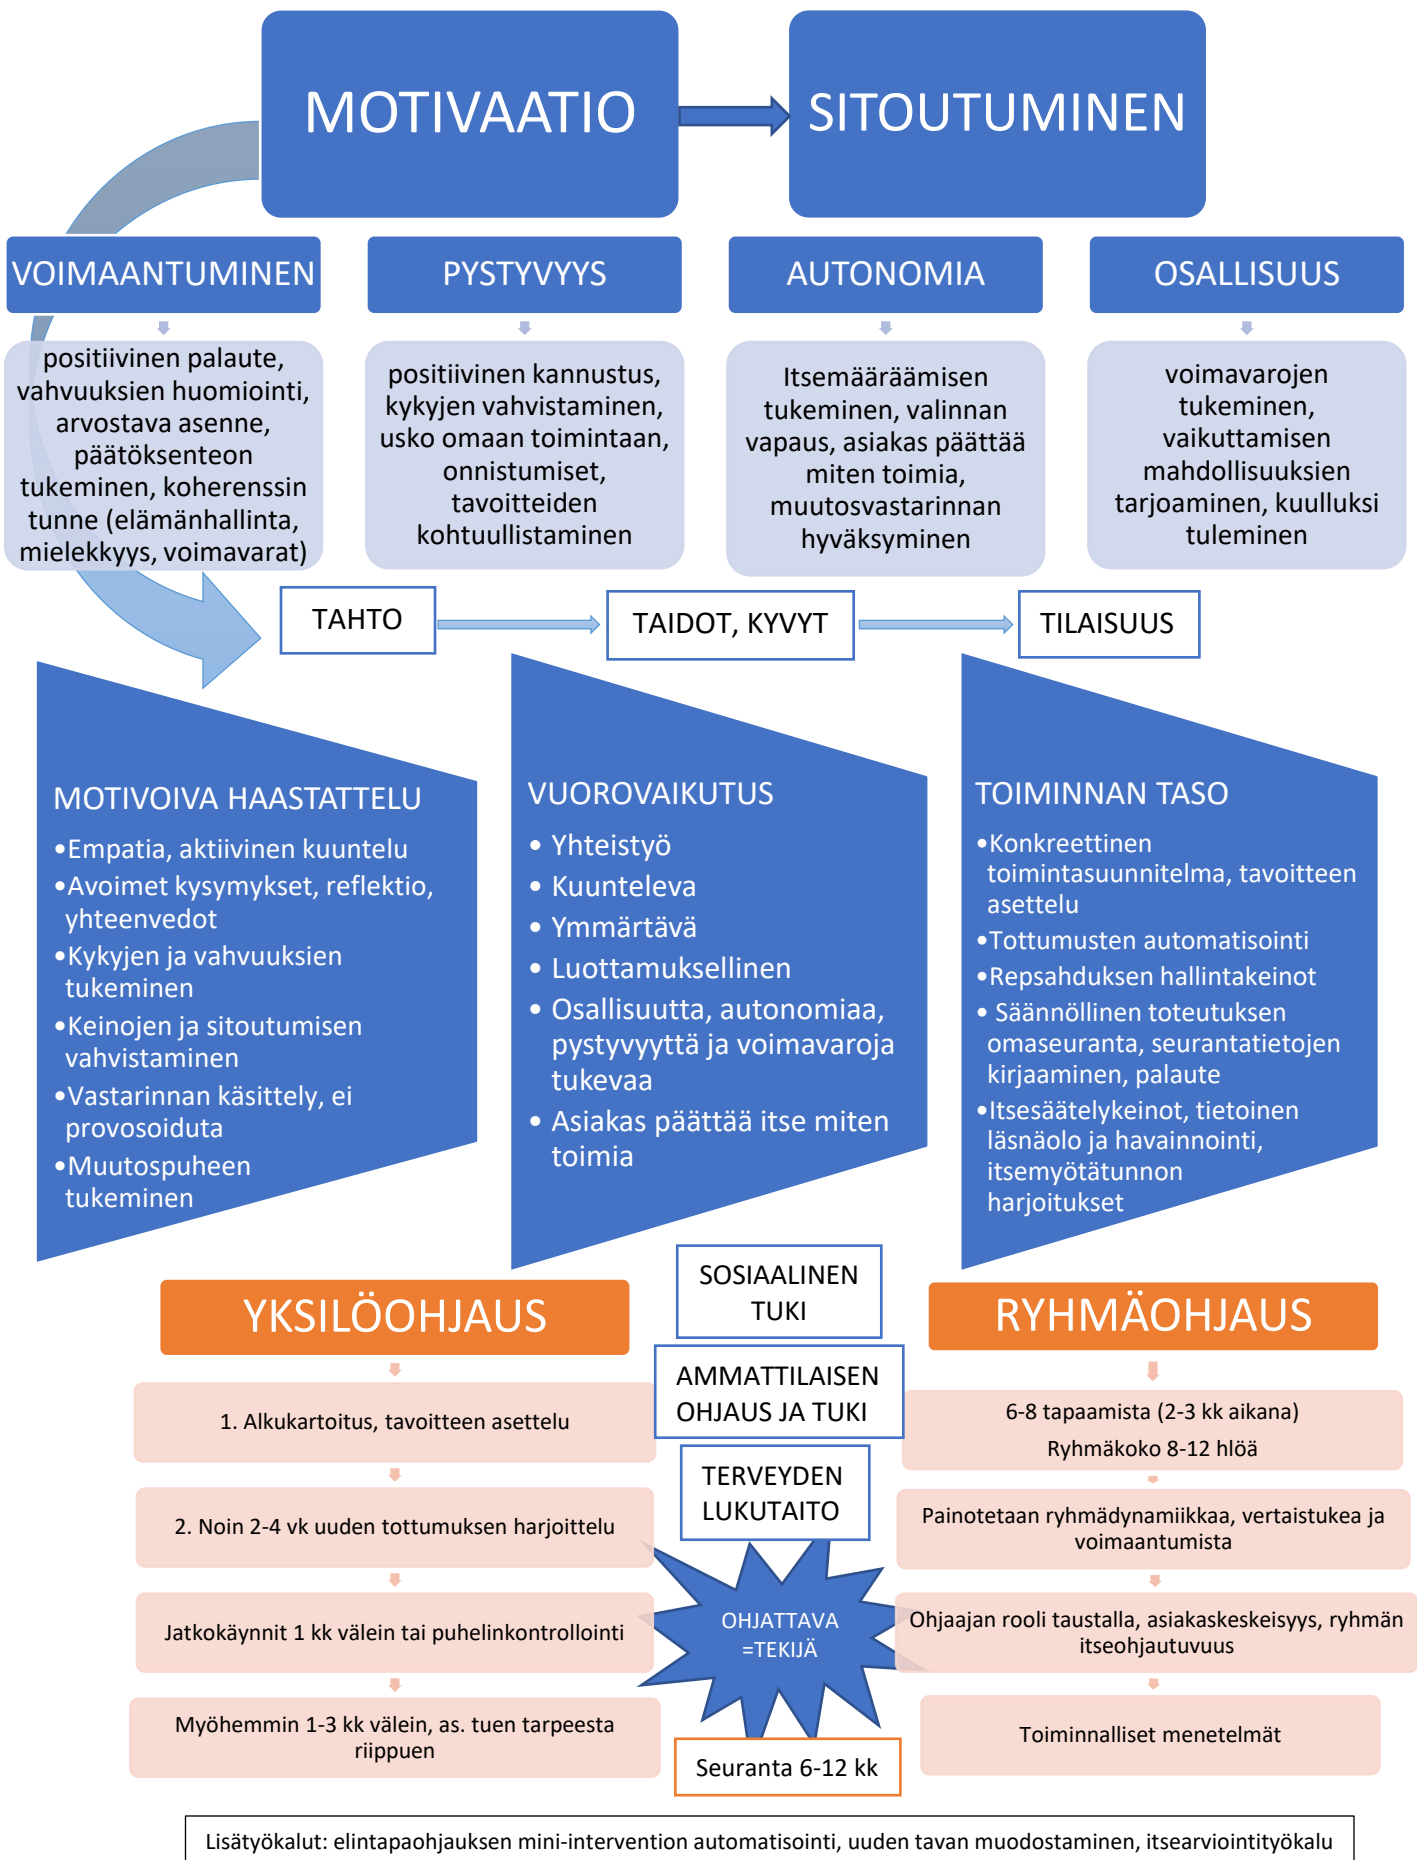 MOTIVAATIO
SITOUTUMINEN
VOIMAANTUMINEN
positiivinen palaute,
vahvuuksien huomiointi,
arvostava asenne,
päätöksenteon
tukeminen, koherenssin
tunne (elämänhallinta,
mielekkyys, voimavarat)
PYSTYVYYS
positiivinen kannustus,
kykyjen vahvistaminen,
usko omaan toimintaan,
onnistumiset,
tavoitteiden
kohtuullistaminen
AUTONOMIA
Itsemääräämisen
tukeminen, valinnan
vapaus, asiakas päättää
miten toimia,
muutosvastarinnan
hyväksyminen
OSALLISUUS
voimavarojen
tukeminen,
vaikuttamisen
mahdollisuuksien
tarjoaminen, kuulluksi
tuleminen
TAHTO
TAIDOT, KYVYT
TILAISUUS
MOTIVOIVA HAASTATTELU
•Empatia, aktiivinen kuuntelu
•Avoimet kysymykset, reflektio,
yhteenvedot
•Kykyjen ja vahvuuksien
tukeminen
•Keinojen ja sitoutumisen
vahvistaminen
•Vastarinnan käsittely, ei
provosoiduta
•Muutospuheen
tukeminen
VUOROVAIKUTUS
• Yhteistyö
• Kuunteleva
• Ymmärtävä
• Luottamuksellinen
• Osallisuutta, autonomiaa,
pystyvyyttä ja voimavaroja
tukevaa
• Asiakas päättää itse miten
toimia
TOIMINNAN TASO
•Konkreettinen
toimintasuunnitelma, tavoitteen
asettelu
•Tottumusten automatisointi
•Repsahduksen hallintakeinot
• Säännöllinen toteutuksen
omaseuranta, seurantatietojen
kirjaaminen, palaute
•Itsesäätelykeinot, tietoinen
läsnäolo ja havainnointi,
itsemyötätunnon
harjoitukset
YKSILÖOHJAUS
1. Alkukartoitus, tavoitteen asettelu
2. Noin 2-4 vk uuden tottumuksen harjoittelu
Jatkokäynnit 1 kk välein tai puhelinkontrollointi
Myöhemmin 1-3 kk välein, as. tuen tarpeesta
riippuen
SOSIAALINEN
TUKI
AMMATTILAISEN
OHJAUS JA TUKI
TERVEYDEN
LUKUTAITO
OHJATTAVA
=TEKIJÄ
Seuranta 6-12 kk
RYHMÄOHJAUS
6-8 tapaamista (2-3 kk aikana)
Ryhmäkoko 8-12 hlöä
Painotetaan ryhmädynamiikkaa, vertaistukea ja
voimaantumista
Ohjaajan rooli taustalla, asiakaskeskeisyys, ryhmän
itseohjautuvuus
Toiminnalliset menetelmät
Lisätyökalut: elintapaohjauksen mini-intervention automatisointi, uuden tavan muodostaminen, itsearviointityökalu